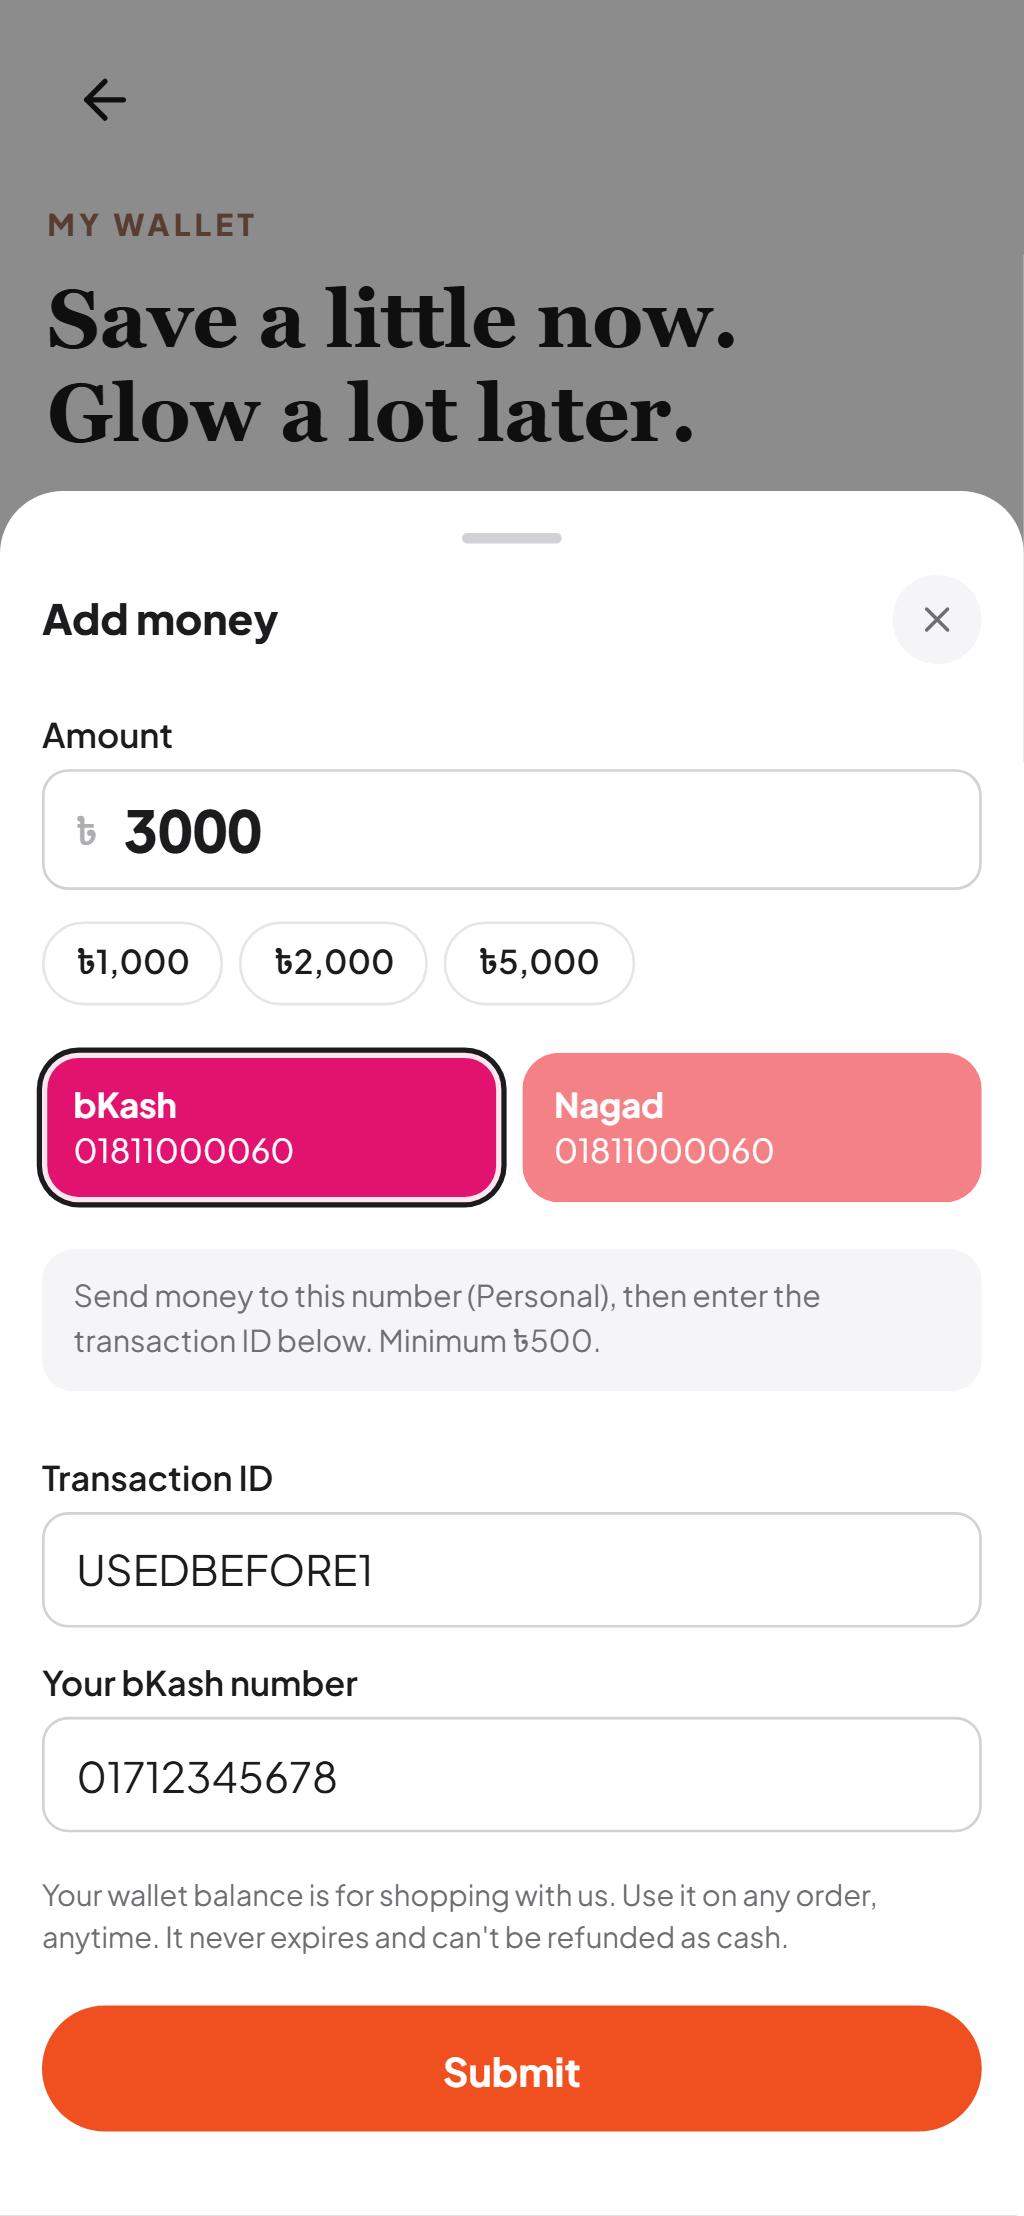 MY WALLET
Save a little now.
Glow a lot later.
Add money
Amount
৳ 3000
৳1,000 ৳2,000 ৳5,000
bKash
01811000060
Nagad
01811000060
Send money to this number (Personal), then enter the
transaction ID below. Minimum ৳500.
Transaction ID
USEDBEFORE1
Your bKash number
01712345678
Your wallet balance is for shopping with us. Use it on any order,
anytime. It never expires and can't be refunded as cash.
Submit